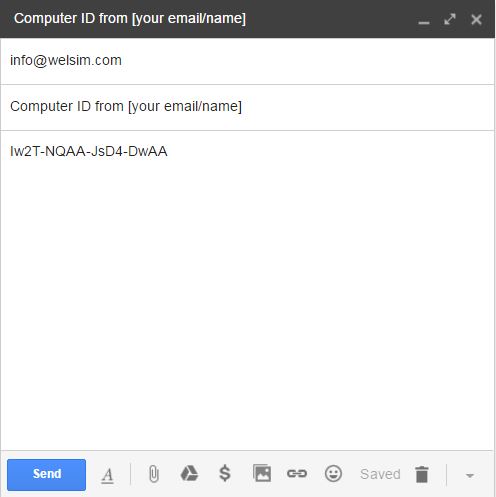 Computer ID from [your email/name]
info@welsim.com
Computer ID from [your email/name]
Iw2T-NQAA-JsD4-DwAA
Send A $ Saved